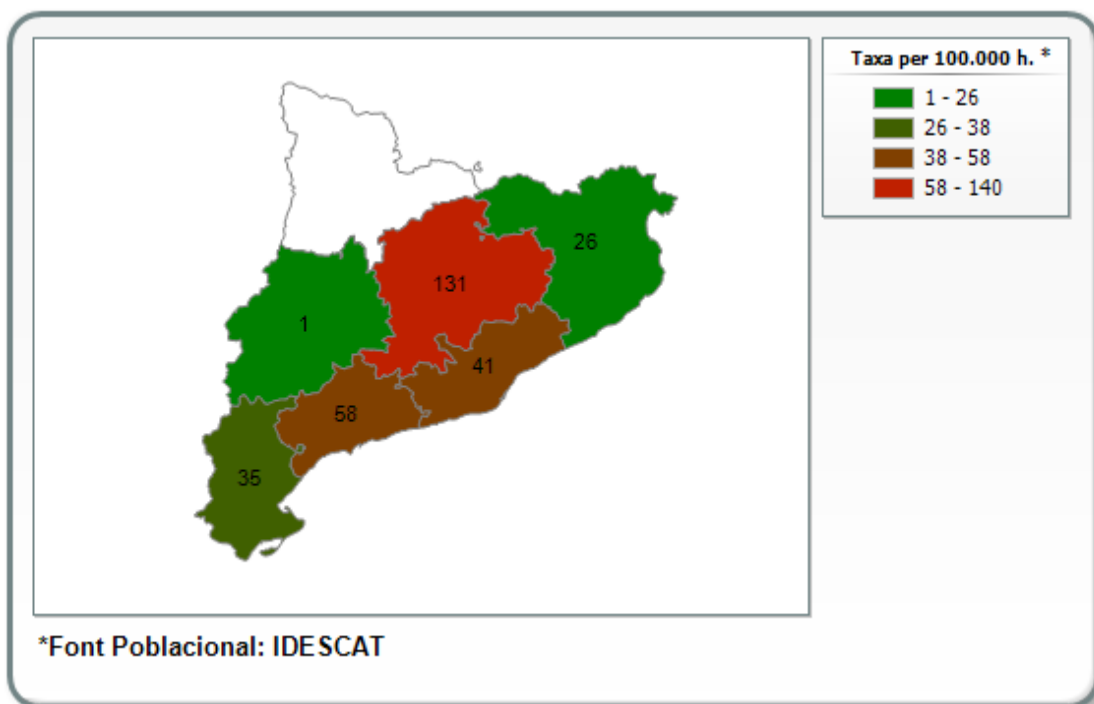 Taxa per 100.000 h. *
1 - 26
26 - 38
38 - 58
58 - 140
26
131
1
41
58
35
*Font Poblacional: IDESCAT